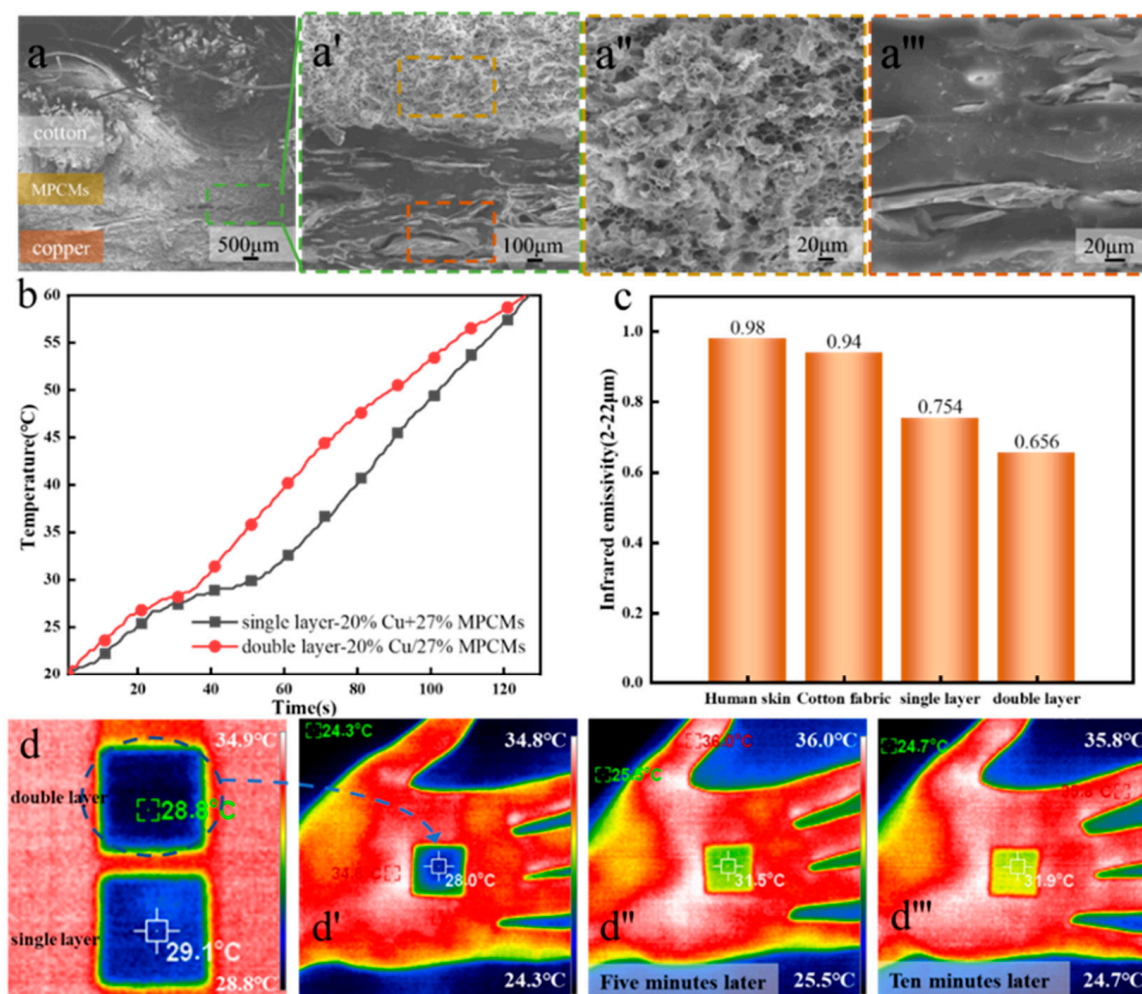 a
cotton
MPCMs
copper
500μm
a'
100μm
a''
20μm
a'''
20μm
b
60
50
40
30
20
Temperature(°C)
20
40
60
80
100
120
Time(s)
single layer-20% Cu+27% MPCMs
double layer-20% Cu/27% MPCMs
c
Infrared emissivity(2-22μm)
1.0
0.8
0.6
0.4
0.2
0.0
0.98
0.94
0.754
0.656
Human skin
Cotton fabric
single layer
double layer
d
34.9°C
double layer
28.8°C
single layer
29.1°C
28.8°C
24.3°C
34.8°C
28.0°C
d'
24.3°C
36.0°C
36.0°C
31.5°C
d''
Five minutes later
25.5°C
24.7°C
35.8°C
31.9°C
d'''
Ten minutes later
24.7°C